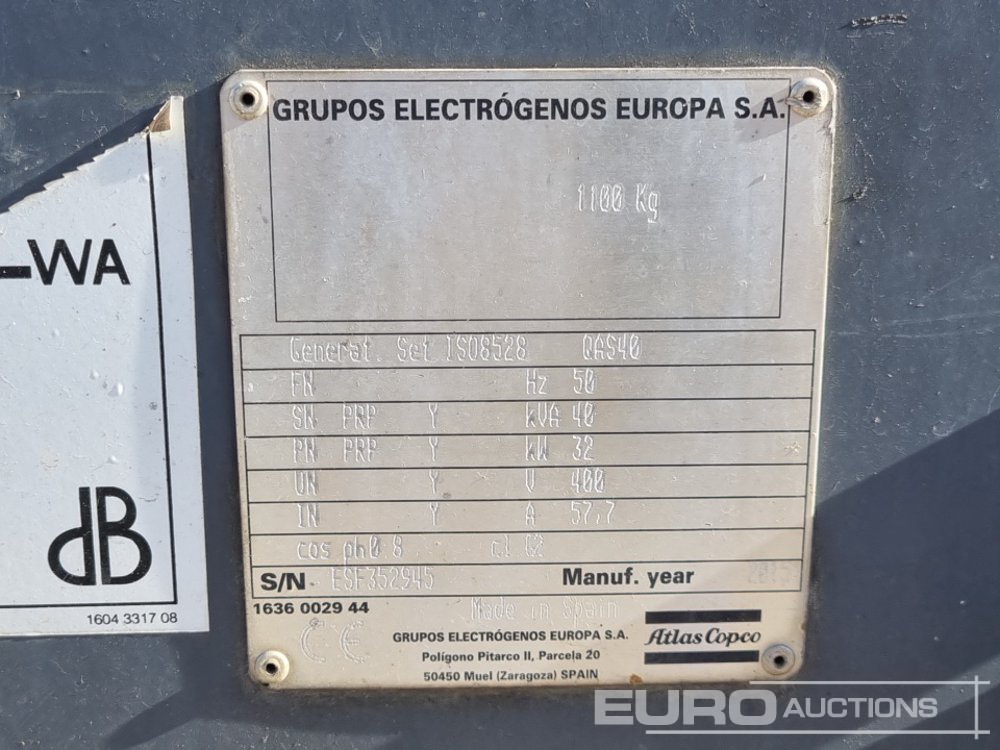 GRUPOS ELECTRÓGENOS EUROPA S.A.
1100 Kg
-WA
Generat. Set ISO8528 QAS40
FN Hz 50
SN PRP Y kVA 40
PN PRP Y kW 32
UN Y V 400
IN Y A 57,7
cos ph0.8 cl G2
dB
S/N ESF352945 Manuf. year
1636 0029 44 Made in Spain
1604 3317 08
CE
GRUPOS ELECTRÓGENOS EUROPA S.A.
Polígono Pitarco II, Parcela 20
50450 Muel (Zaragoza) SPAIN
Atlas Copco
EURO AUCTIONS